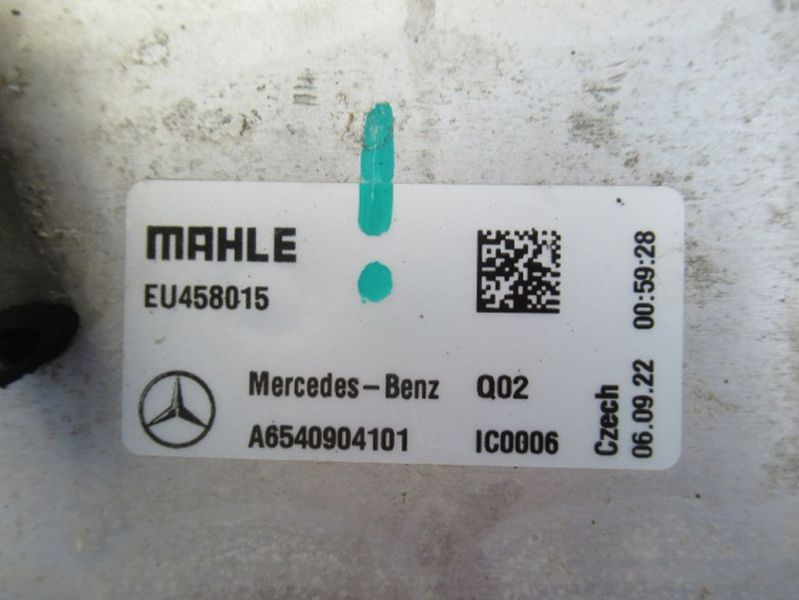 MAHLE
EU458015
Mercedes-Benz Q02
A6540904101 IC0006
Czech
06.09.22 00:59:28